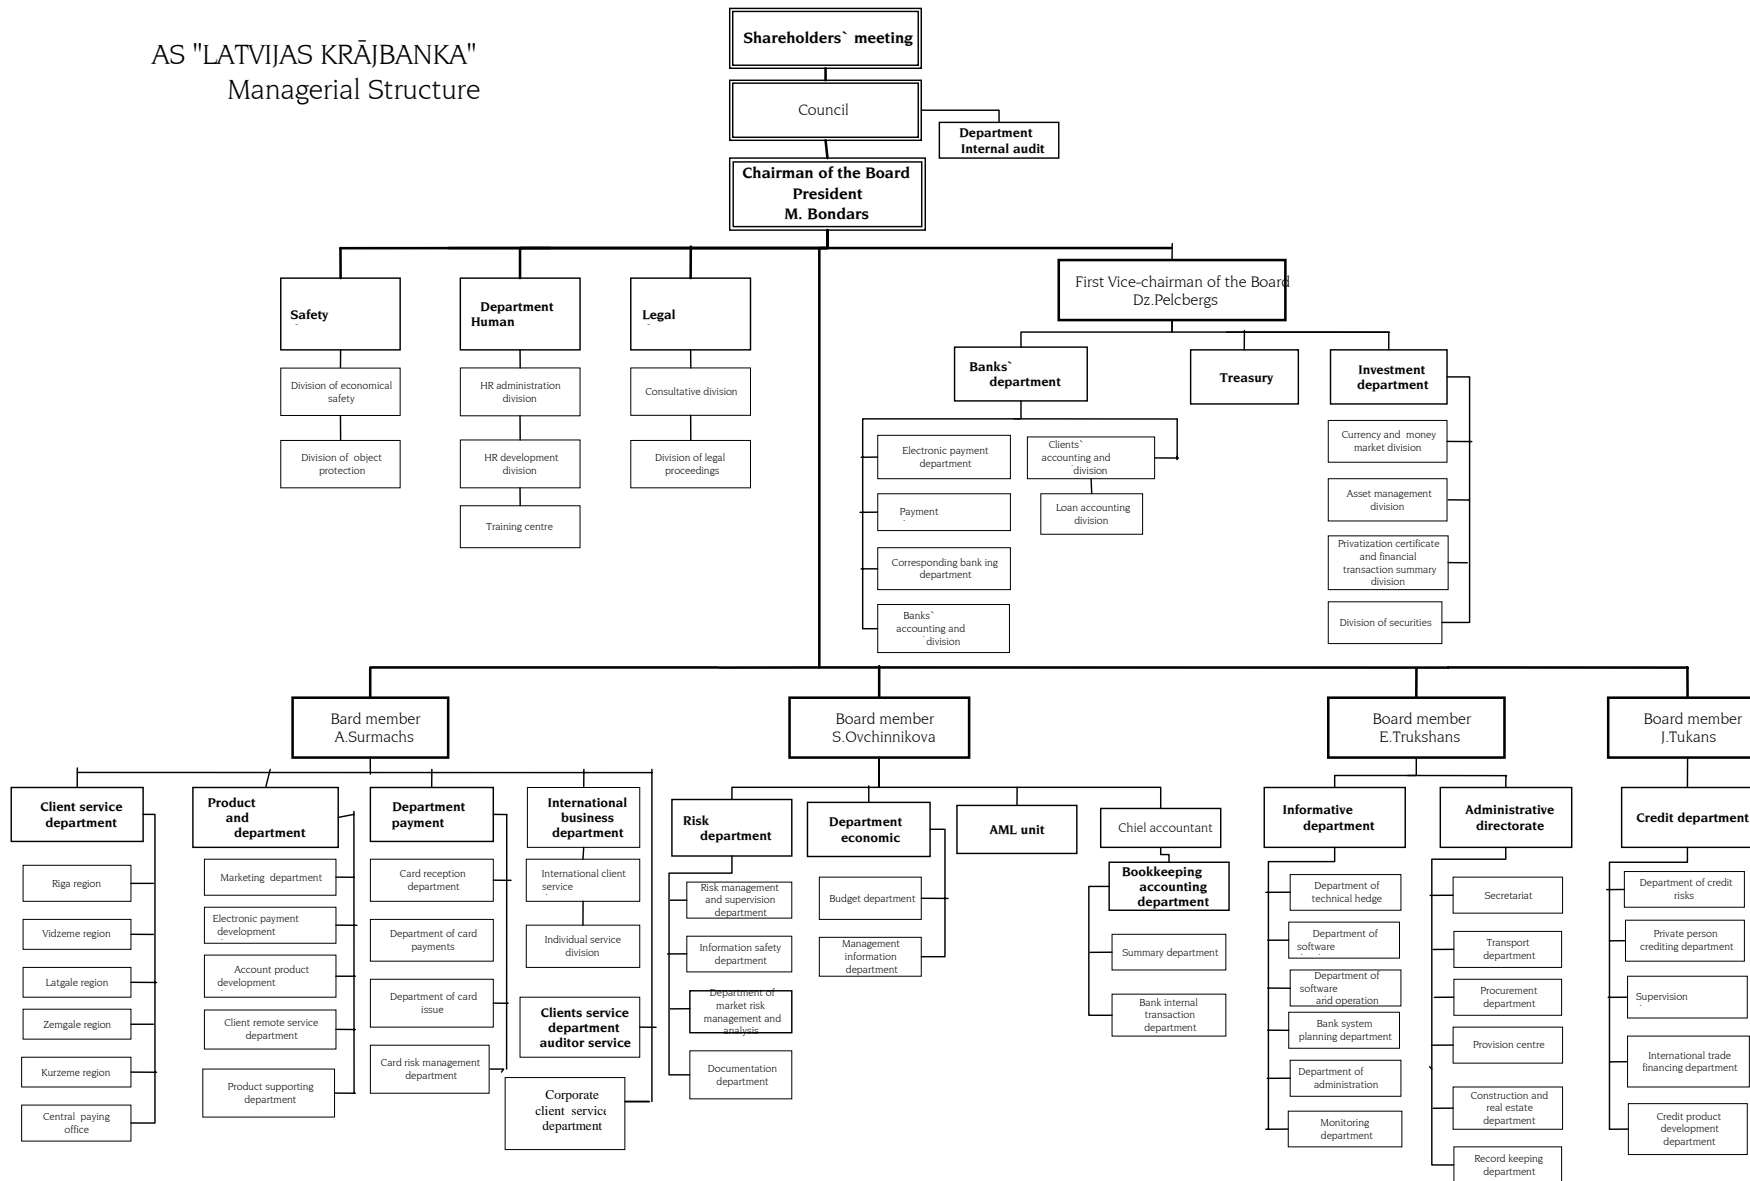 AS "LATVIJAS KRĀJBANKA"
Managerial Structure
Shareholders` meeting
Council
Department
Internal audit
Chairman of the Board
President
M. Bondars
First Vice-chairman of the Board
Dz.Pelcbergs
Safety
Department
Human
Legal
Division of economical
safety
HR administration
division
Consultative division
Division of object
protection
HR development
division
Division of legal
proceedings
Training centre
Banks`
department
Treasury
Investment
department
Electronic payment
department
Clients`
accounting and
division
Currency and money
market division
Payment
Loan accounting
division
Asset management
division
Corresponding bank ing
department
Privatization certificate
and financial
transaction summary
division
Banks`
accounting and
division
Division of securities
Bard member
A.Surmachs
Board member
S.Ovchinnikova
Board member
E.Trukshans
Board member
J.Tukans
Client service
department
Riga region
Vidzeme region
Latgale region
Zemgale region
Kurzeme region
Central paying
office
Product
and
department
Marketing department
Electronic payment
development
Account product
development
Client remote service
department
Product supporting
department
Department
payment
Card reception
department
Department of card
payments
Department of card
issue
Card risk management
department
International
business
department
International client
service
Individual service
division
Clients service
department
auditor service
Corporate
client service
department
Risk
department
Risk management
and supervision
department
Information safety
department
Department of
market risk
management and
analysis
Documentation
department
Department
economic
Budget department
Management
information
department
AML unit
Chiel accountant
Bookkeeping
accounting
department
Summary department
Bank internal
transaction
department
Informative
department
Department of
technical hedge
Department of
software
Department of
software
and operation
Bank system
planning department
Department of
administration
Monitoring
department
Administrative
directorate
Secretariat
Transport
department
Procurement
department
Provision centre
Construction and
real estate
department
Record keeping
department
Credit department
Department of credit
risks
Private person
crediting department
Supervision
International trade
financing department
Credit product
development
department